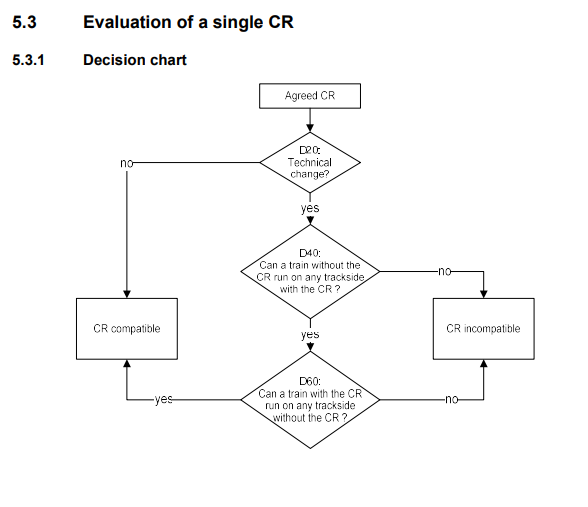 5.3 Evaluation of a single CR
5.3.1 Decision chart
Agreed CR
D20:
Technical
change?
no
yes
D40:
Can a train without the
CR run on any trackside
with the CR ?
no
yes
CR compatible
CR incompatible
D60:
Can a train with the CR
run on any trackside
without the CR ?
yes
no